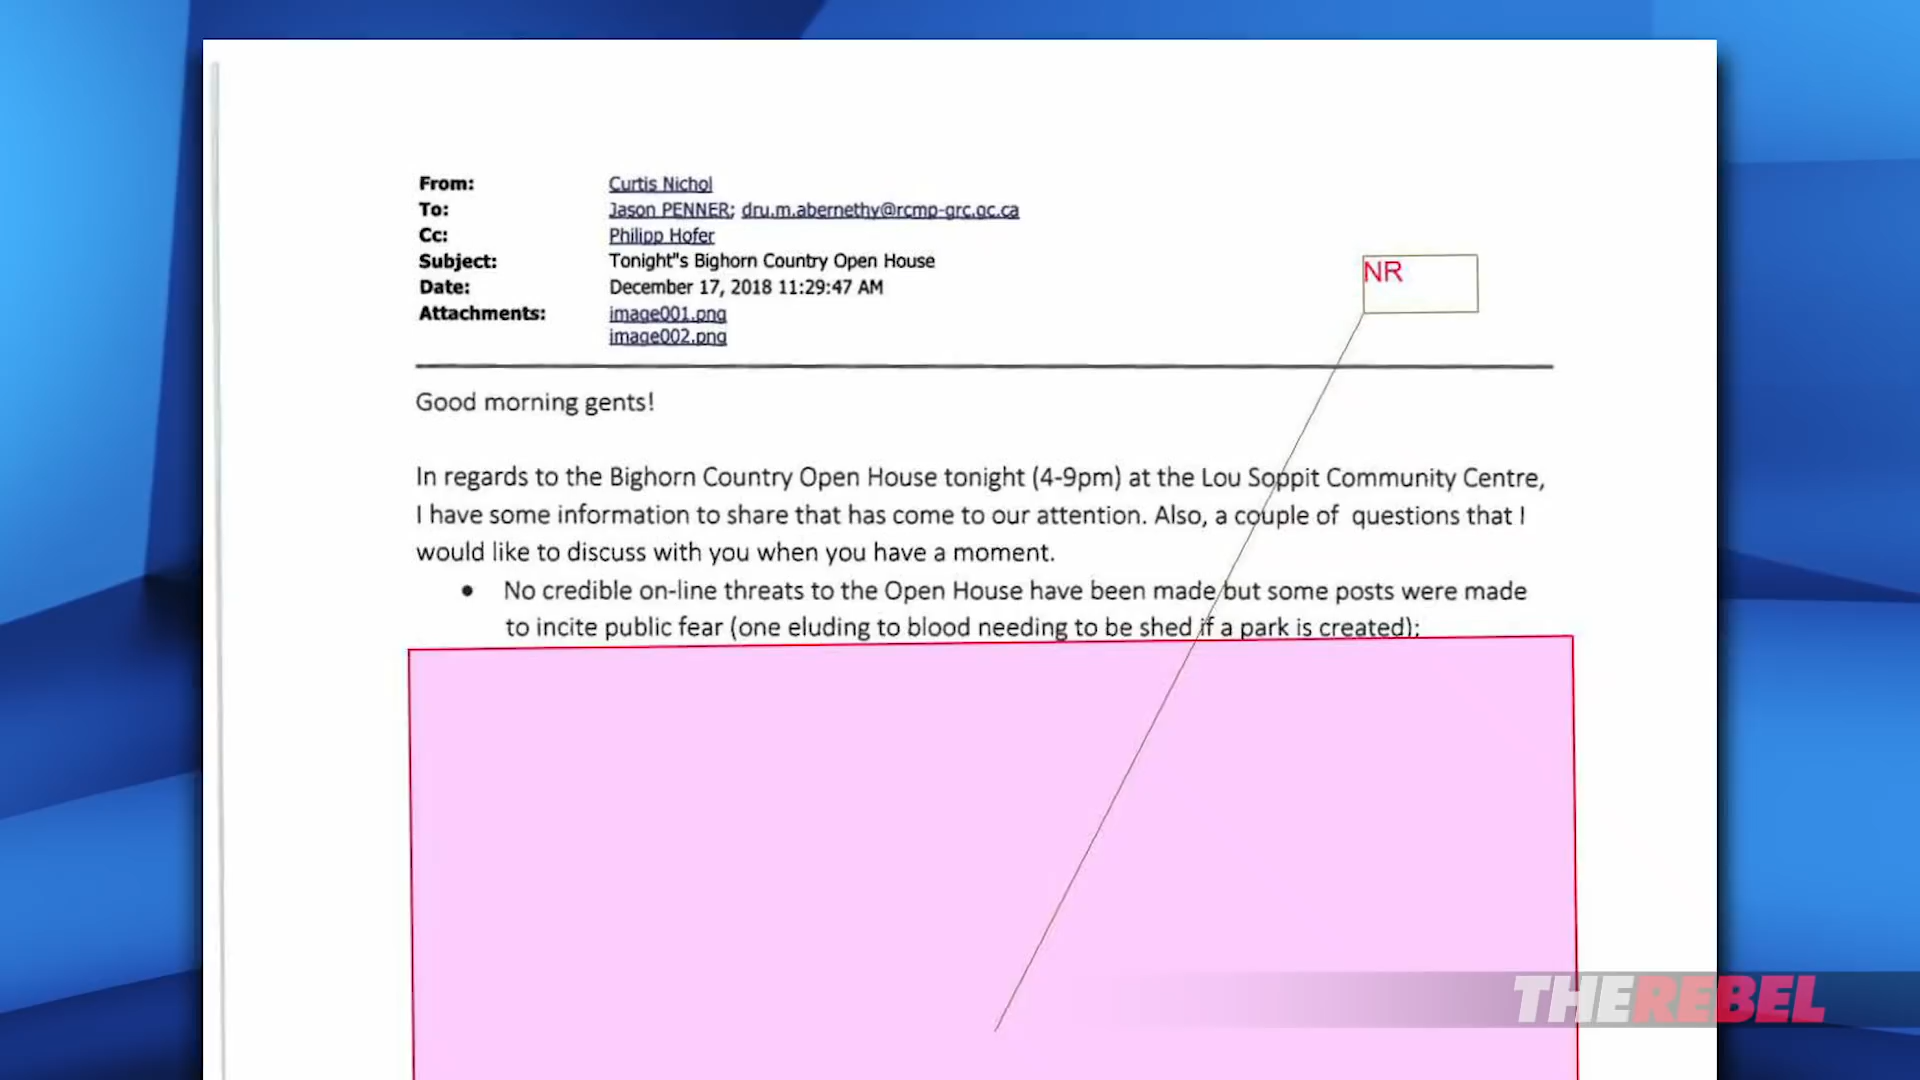 From: Curtis Nichol
To: Jason PENNER; dru.m.abernethy@rcmp-grc.gc.ca
Cc: Philipp Hofer
Subject: Tonight"s Bighorn Country Open House
Date: December 17, 2018 11:29:47 AM
Attachments: image001.png
image002.png
NR
Good morning gents!
In regards to the Bighorn Country Open House tonight (4-9pm) at the Lou Soppit Community Centre,
I have some information to share that has come to our attention. Also, a couple of questions that I
would like to discuss with you when you have a moment.
• No credible on-line threats to the Open House have been made but some posts were made
to incite public fear (one eluding to blood needing to be shed if a park is created);
THE REBEL